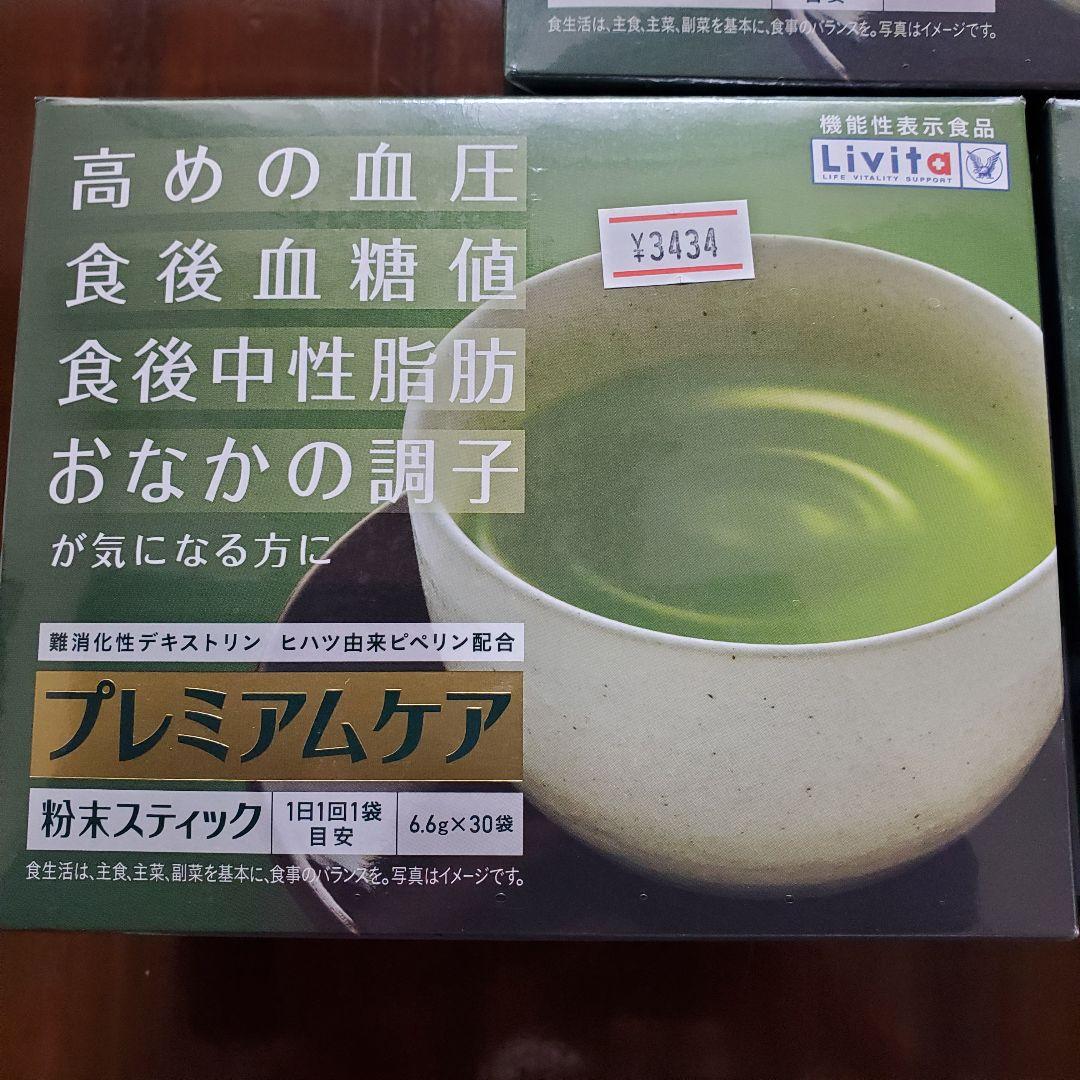 目安
食生活は、主食、主菜、副菜を基本に、食事のバランスを。写真はイメージです。
機能性表示食品
Livita
LIFE VITALITY SUPPORT
¥3434
高めの血圧
食後血糖値
食後中性脂肪
おなかの調子
が気になる方に
難消化性デキストリン ヒハツ由来ピペリン配合
プレミアムケア
粉末スティック
1日1回1袋
目安
6.6g×30袋
食生活は、主食、主菜、副菜を基本に、食事のバランスを。写真はイメージです。